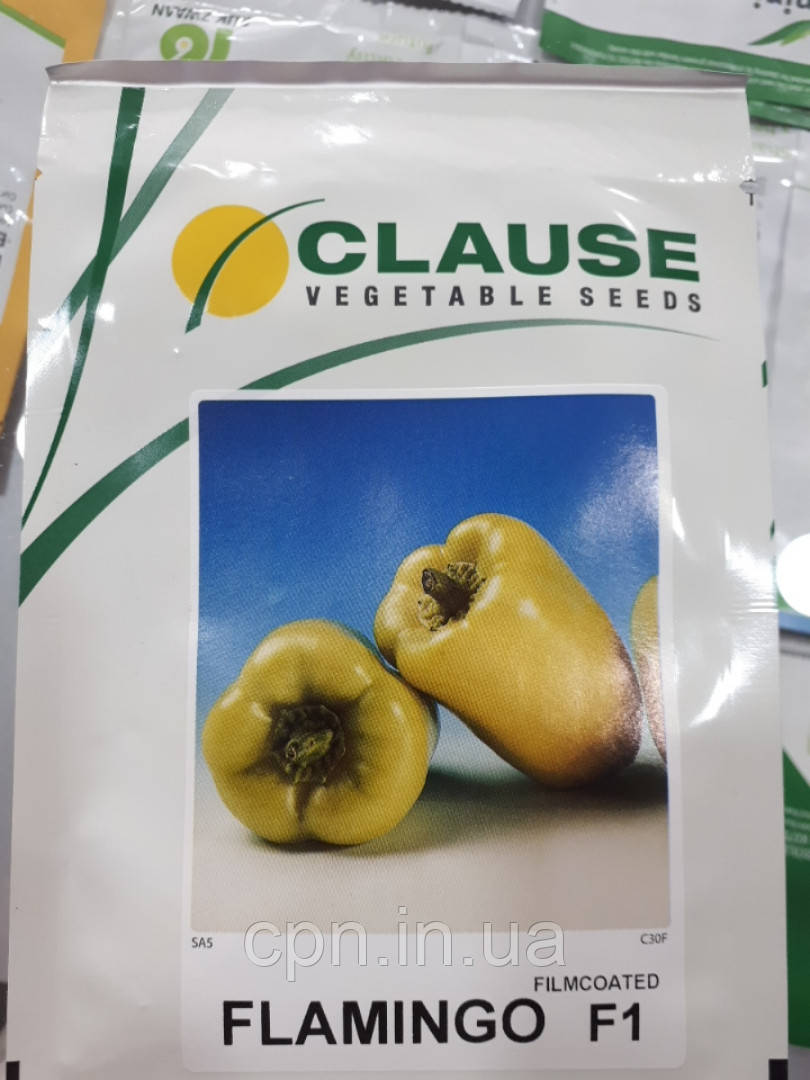 CLAUSE
VEGETABLE SEEDS
SA5
C30F
cpn.in.ua
FILMCOATED
FLAMINGO F1